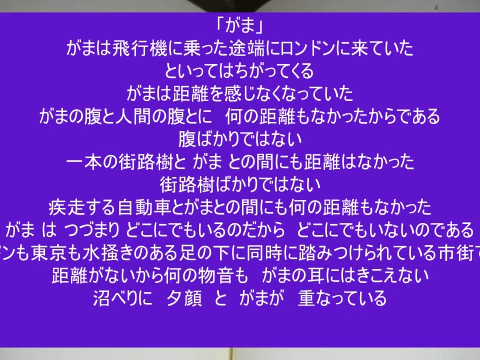 「がま」
がまは飛行機に乗った途端にロンドンに来ていた
といってはちがってくる
がまは距離を感じなくなっていた
がまの腹と人間の腹とに　何の距離もなかったからである
腹ばかりではない
一本の街路樹と がま との間にも距離はなかった
街路樹ばかりではない
疾走する自動車とがまとの間にも何の距離もなかった
がま は つづまり どこにでもいるのだから　どこにでもいないのである
ンも東京も水掻きのある足の下に同時に踏みつけられている市街で
距離がないから何の物音も　がまの耳にはきこえない
沼べりに　夕顔　と　がまが　重なっている